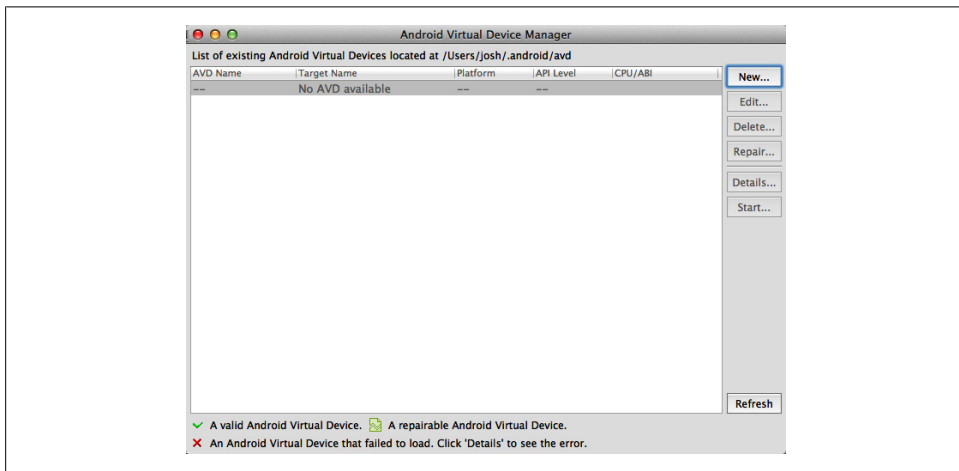 Android Virtual Device Manager
List of existing Android Virtual Devices located at /Users/josh/.android/avd
AVD Name Target Name Platform API Level CPU/ABI
-- No AVD available -- --
New...
Edit...
Delete...
Repair...
Details...
Start...
Refresh
A valid Android Virtual Device. A repairable Android Virtual Device.
An Android Virtual Device that failed to load. Click 'Details' to see the error.